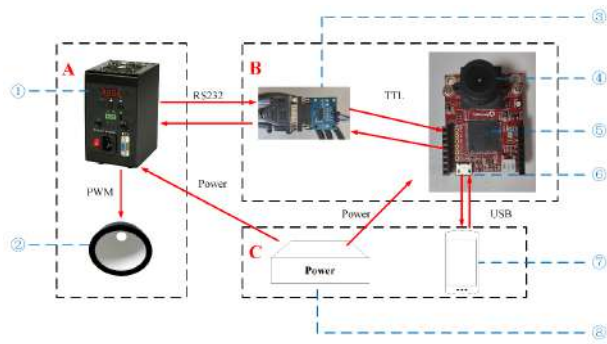 ③
A
B
①
RS232
TTL
④
⑤
⑥
PWM
Power
Power
USB
②
C
Power
⑦
⑧